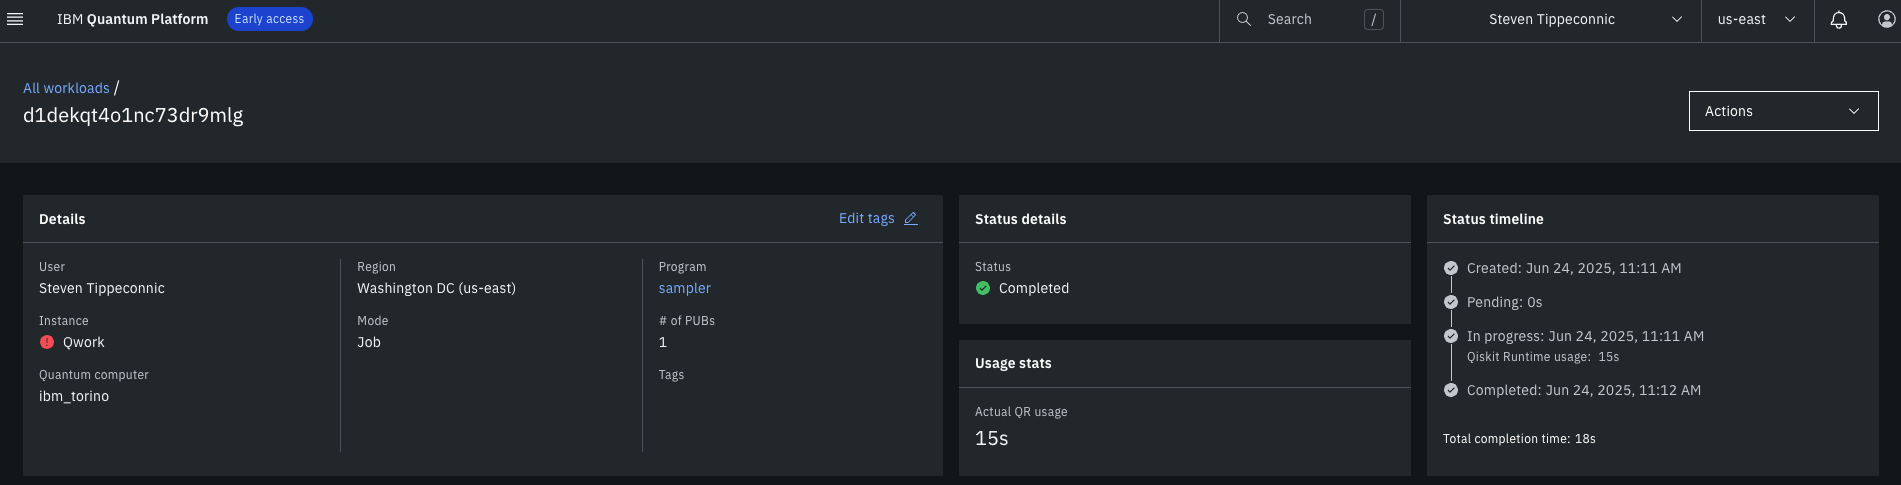 IBM Quantum Platform Early access Search / Steven Tippeconnic us-east
All workloads /
d1dekqt4o1nc73dr9mlg
Actions
Details
Edit tags
User
Steven Tippeconnic
Instance
Qwork
Quantum computer
ibm_torino
Region
Washington DC (us-east)
Mode
Job
Program
sampler
# of PUBs
1
Tags
Status details
Status
Completed
Usage stats
Actual QR usage
15s
Status timeline
Created: Jun 24, 2025, 11:11 AM
Pending: 0s
In progress: Jun 24, 2025, 11:11 AM
Qiskit Runtime usage: 15s
Completed: Jun 24, 2025, 11:12 AM
Total completion time: 18s